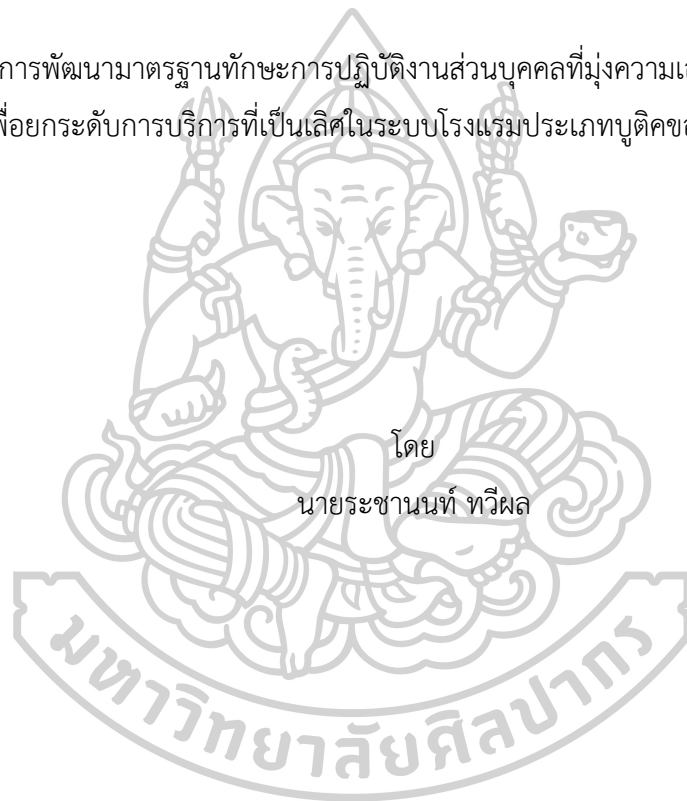 การพัฒนามาตรฐานทักษะการปฏิบัติงานส่วนบุคคลที่มุ่งความ
เพื่อยกระดับการบริการที่เป็นเลิศในระบบโรงแรมประเภทบูติค
โดย
นายระชานนท์ ทวีผล
มหาวิทยาลัยศิลปากร